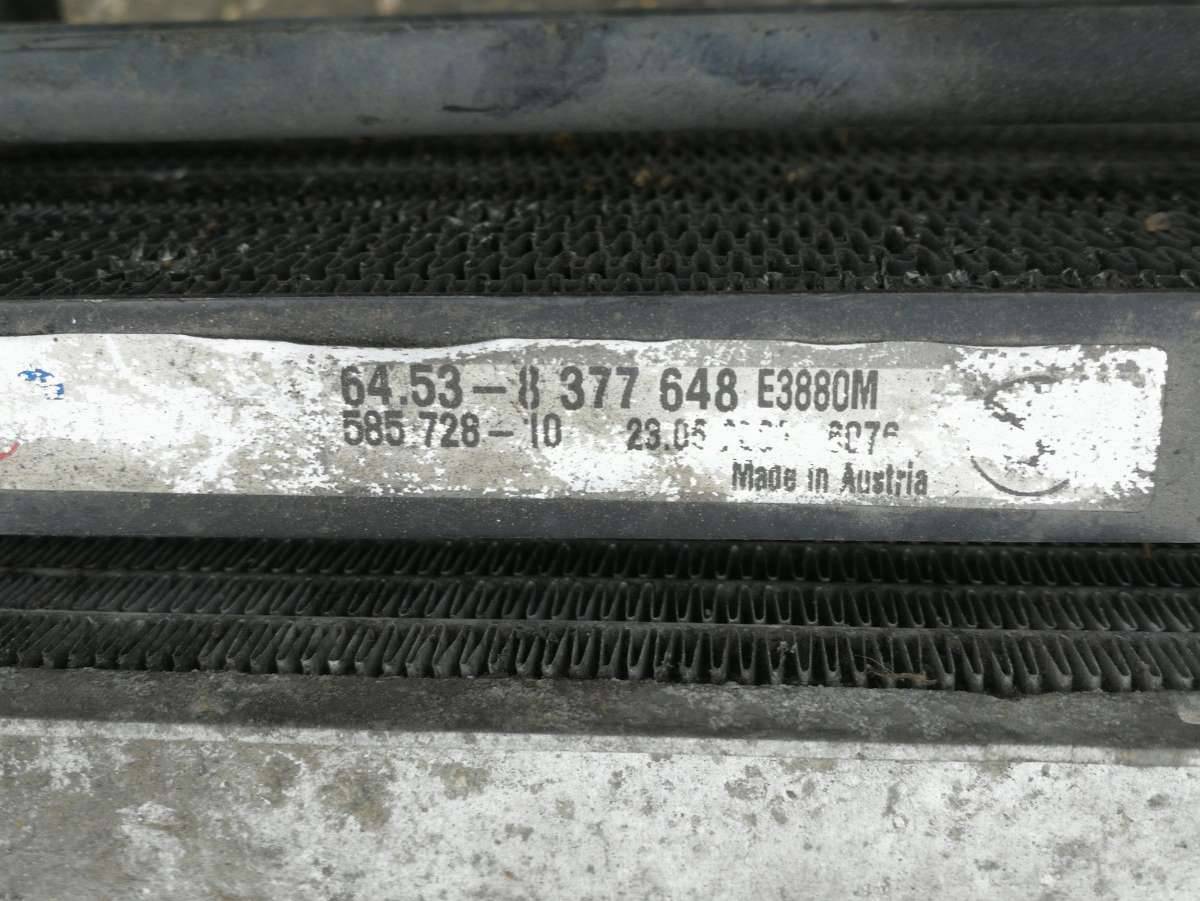 64.53-8 377 648 E3880M
585 728-10
Made in Austria